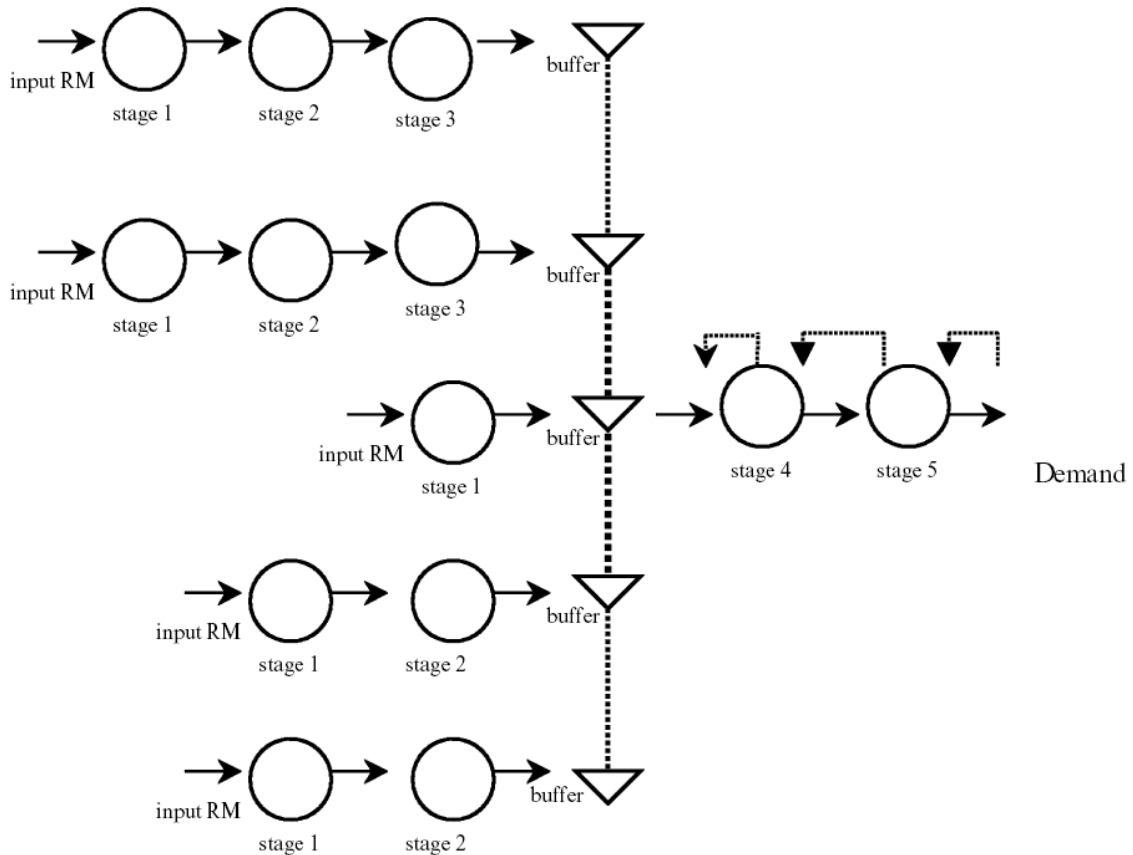 buffer
input RM
stage 1
stage 2
stage 3
buffer
input RM
stage 1
stage 2
stage 3
buffer
input RM
stage 1
stage 4
stage 5
Demand
buffer
input RM
stage 1
stage 2
buffer
input RM
stage 1
stage 2